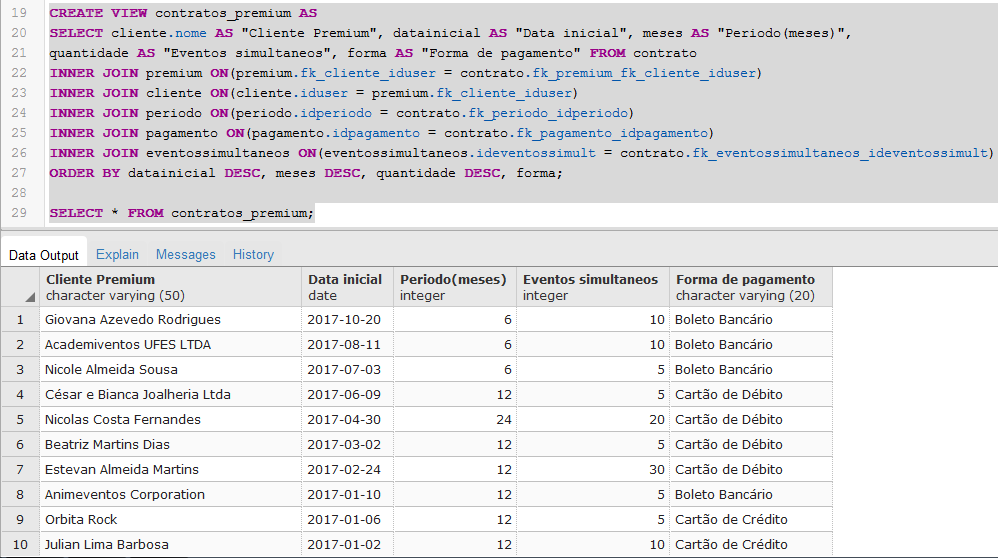 19 CREATE VIEW contratos_premium AS
20 SELECT cliente.nome AS "Cliente Premium", datainicial AS "Data inicial", meses AS "Periodo(meses)",
21 quantidade AS "Eventos simultaneos", forma AS "Forma de pagamento" FROM contrato
22 INNER JOIN premium ON(premium.fk_cliente_iduser = contrato.fk_premium_fk_cliente_iduser)
23 INNER JOIN cliente ON(cliente.iduser = premium.fk_cliente_iduser)
24 INNER JOIN periodo ON(periodo.idperiodo = contrato.fk_periodo_idperiodo)
25 INNER JOIN pagamento ON(pagamento.idpagamento = contrato.fk_pagamento_idpagamento)
26 INNER JOIN eventossimultaneos ON(eventossimultaneos.ideventossimult = contrato.fk_eventossimultaneos_ideventossimult)
27 ORDER BY datainicial DESC, meses DESC, quantidade DESC, forma;
28
29 SELECT * FROM contratos_premium;
Data Output Explain Messages History
Cliente Premium Data inicial Periodo(meses) Eventos simultaneos Forma de pagamento
character varying (50) date integer integer character varying (20)
1 Giovana Azevedo Rodrigues 2017-10-20 6 10 Boleto Bancário
2 Academiventos UFES LTDA 2017-08-11 6 10 Boleto Bancário
3 Nicole Almeida Sousa 2017-07-03 6 5 Boleto Bancário
4 César e Bianca Joalheria Ltda 2017-06-09 12 5 Cartão de Débito
5 Nicolas Costa Fernandes 2017-04-30 24 20 Cartão de Débito
6 Beatriz Martins Dias 2017-03-02 12 5 Cartão de Débito
7 Estevan Almeida Martins 2017-02-24 12 30 Cartão de Débito
8 Animeventos Corporation 2017-01-10 12 5 Boleto Bancário
9 Orbita Rock 2017-01-06 12 5 Cartão de Crédito
10 Julian Lima Barbosa 2017-01-02 12 10 Cartão de Crédito